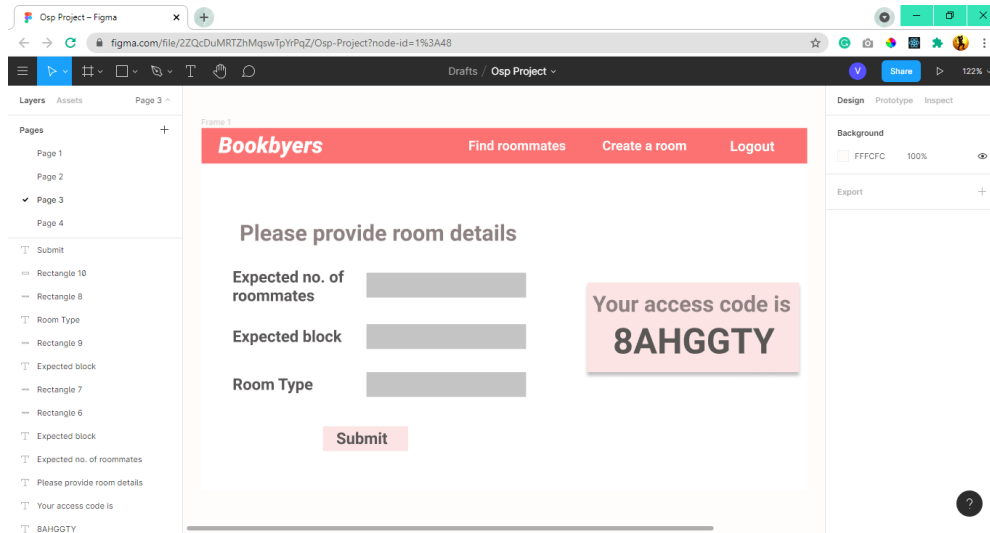 Osp Project – Figma
figma.com/file/2ZQcDuMRTZhMqswTpYrPqZ/Osp-Project?node-id=1%3A48
Drafts / Osp Project
V
Share
122%
Layers Assets Page 3
Design Prototype Inspect
Pages
Page 1
Page 2
Page 3
Page 4
Submit
Rectangle 10
Rectangle 8
Room Type
Rectangle 9
Expected block
Rectangle 7
Rectangle 6
Expected block
Expected no. of roommates
Please provide room details
Your access code is
8AHGGTY
Frame 1
Bookbyers Find roommates Create a room Logout
Please provide room details
Expected no. of
roommates
Expected block
Room Type
Submit
Your access code is
8AHGGTY
Background
FFFCFC 100%
Export
?